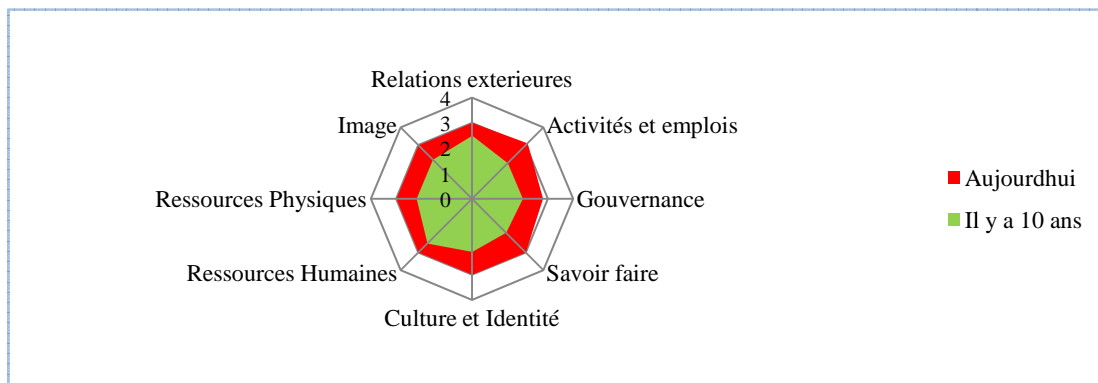 Relations exterieures
4
Image
3
Activités et emplois
2
1
Ressources Physiques
0
Gouvernance
Aujourdhui
Il y a 10 ans
Ressources Humaines
Savoir faire
Culture et Identité